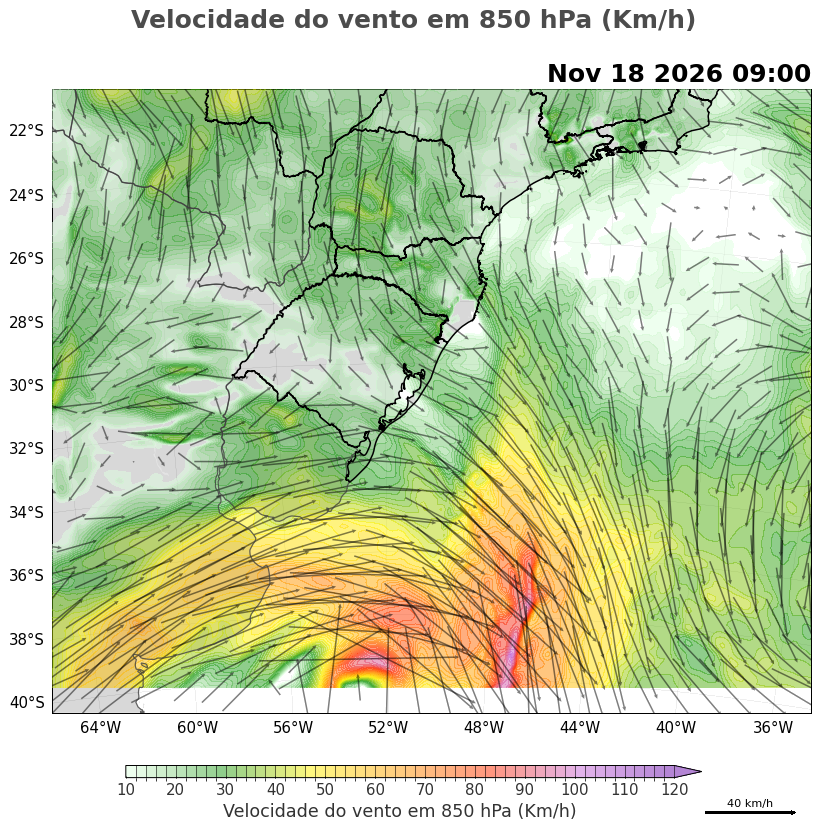 Velocidade do vento em 850 hPa (Km/h)
Nov 18 2026 09:00
22°S
24°S
26°S
28°S
30°S
32°S
34°S
36°S
38°S
40°S
64°W 60°W 56°W 52°W 48°W 44°W 40°W 36°W
10 20 30 40 50 60 70 80 90 100 110 120
40 km/h
Velocidade do vento em 850 hPa (Km/h)